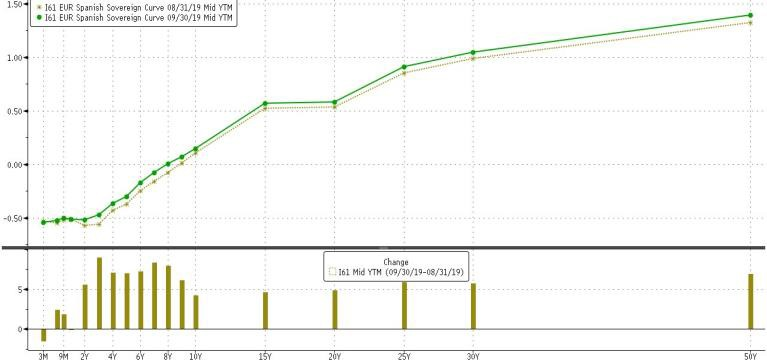 1.50
I61 EUR Spanish Sovereign Curve 08/31/19 Mid YTM
I61 EUR Spanish Sovereign Curve 09/30/19 Mid YTM
1.00
0.50
0.00
-0.50
Change
I61 Mid YTM (09/30/19-08/31/19)
5
0
3M 9M 2Y 4Y 6Y 8Y 10Y 15Y 20Y 25Y 30Y 50Y